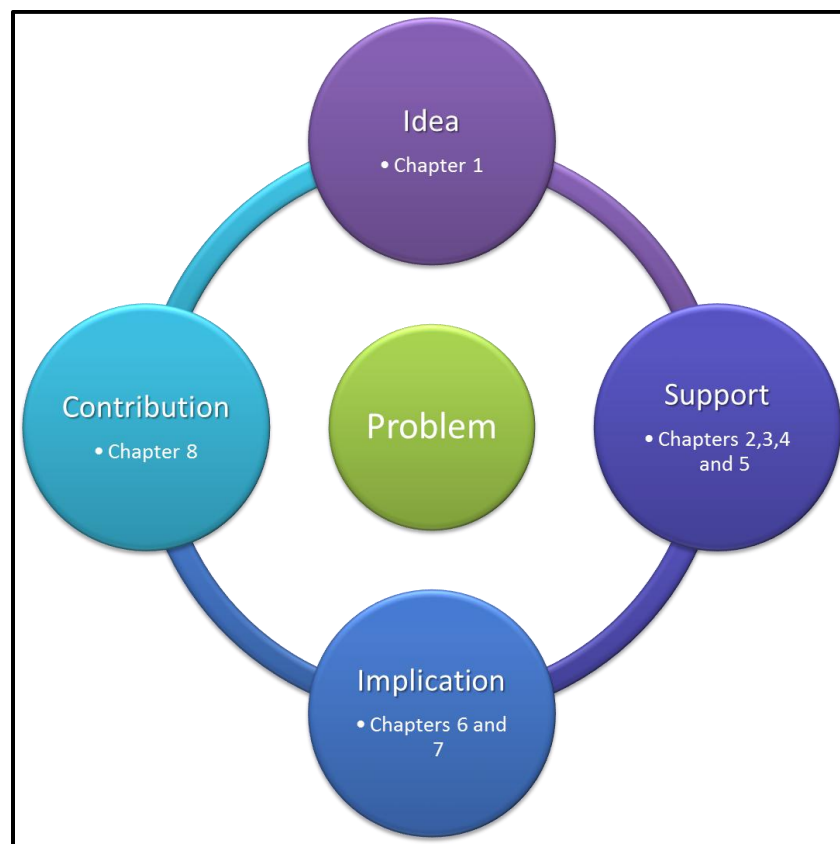 Idea
• Chapter 1
Support
• Chapters 2,3,4
and 5
Implication
• Chapters 6 and
7
Contribution
• Chapter 8
Problem